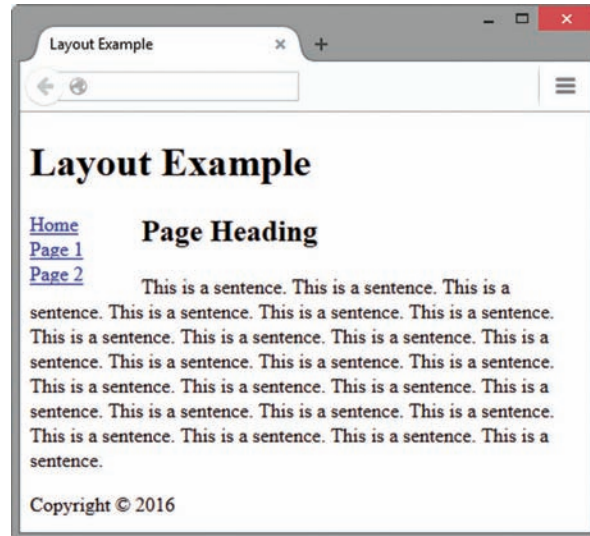 Layout Example
Layout Example
Home
Page 1
Page 2
Page Heading
This is a sentence. This is a sentence. This is a
sentence. This is a sentence. This is a sentence. This is a sentence.
This is a sentence. This is a sentence. This is a sentence. This is a
sentence. This is a sentence. This is a sentence. This is a sentence.
This is a sentence. This is a sentence. This is a sentence. This is a
sentence. This is a sentence. This is a sentence. This is a sentence.
This is a sentence. This is a sentence. This is a sentence. This is a
sentence.
Copyright © 2016